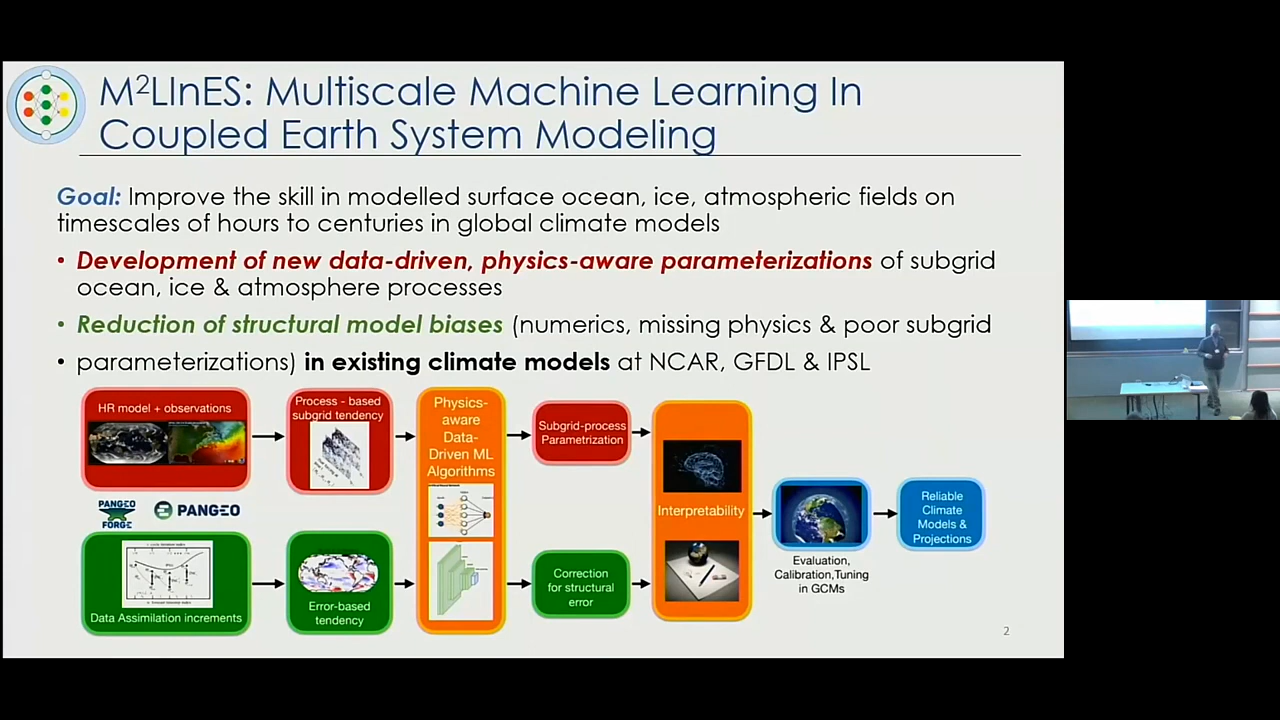 M²LInES: Multiscale Machine Learning In
Coupled Earth System Modeling
Goal: Improve the skill in modelled surface ocean, ice, atmospheric fields on
timescales of hours to centuries in global climate models
• Development of new data-driven, physics-aware parameterizations of subgrid
ocean, ice & atmosphere processes
• Reduction of structural model biases (numerics, missing physics & poor subgrid
• parameterizations) in existing climate models at NCAR, GFDL & IPSL
HR model + observations
Process - based
subgrid tendency
Physics-
aware
Data-
Driven ML
Algorithms
Subgrid-process
Parametrization
Interpretability
PANGEO
FORGE
PANGEO
Data Assimilation increments
Error-based
tendency
Correction
for structural
error
Evaluation,
Calibration,Tuning
in GCMs
Reliable
Climate
Models &
Projections
2